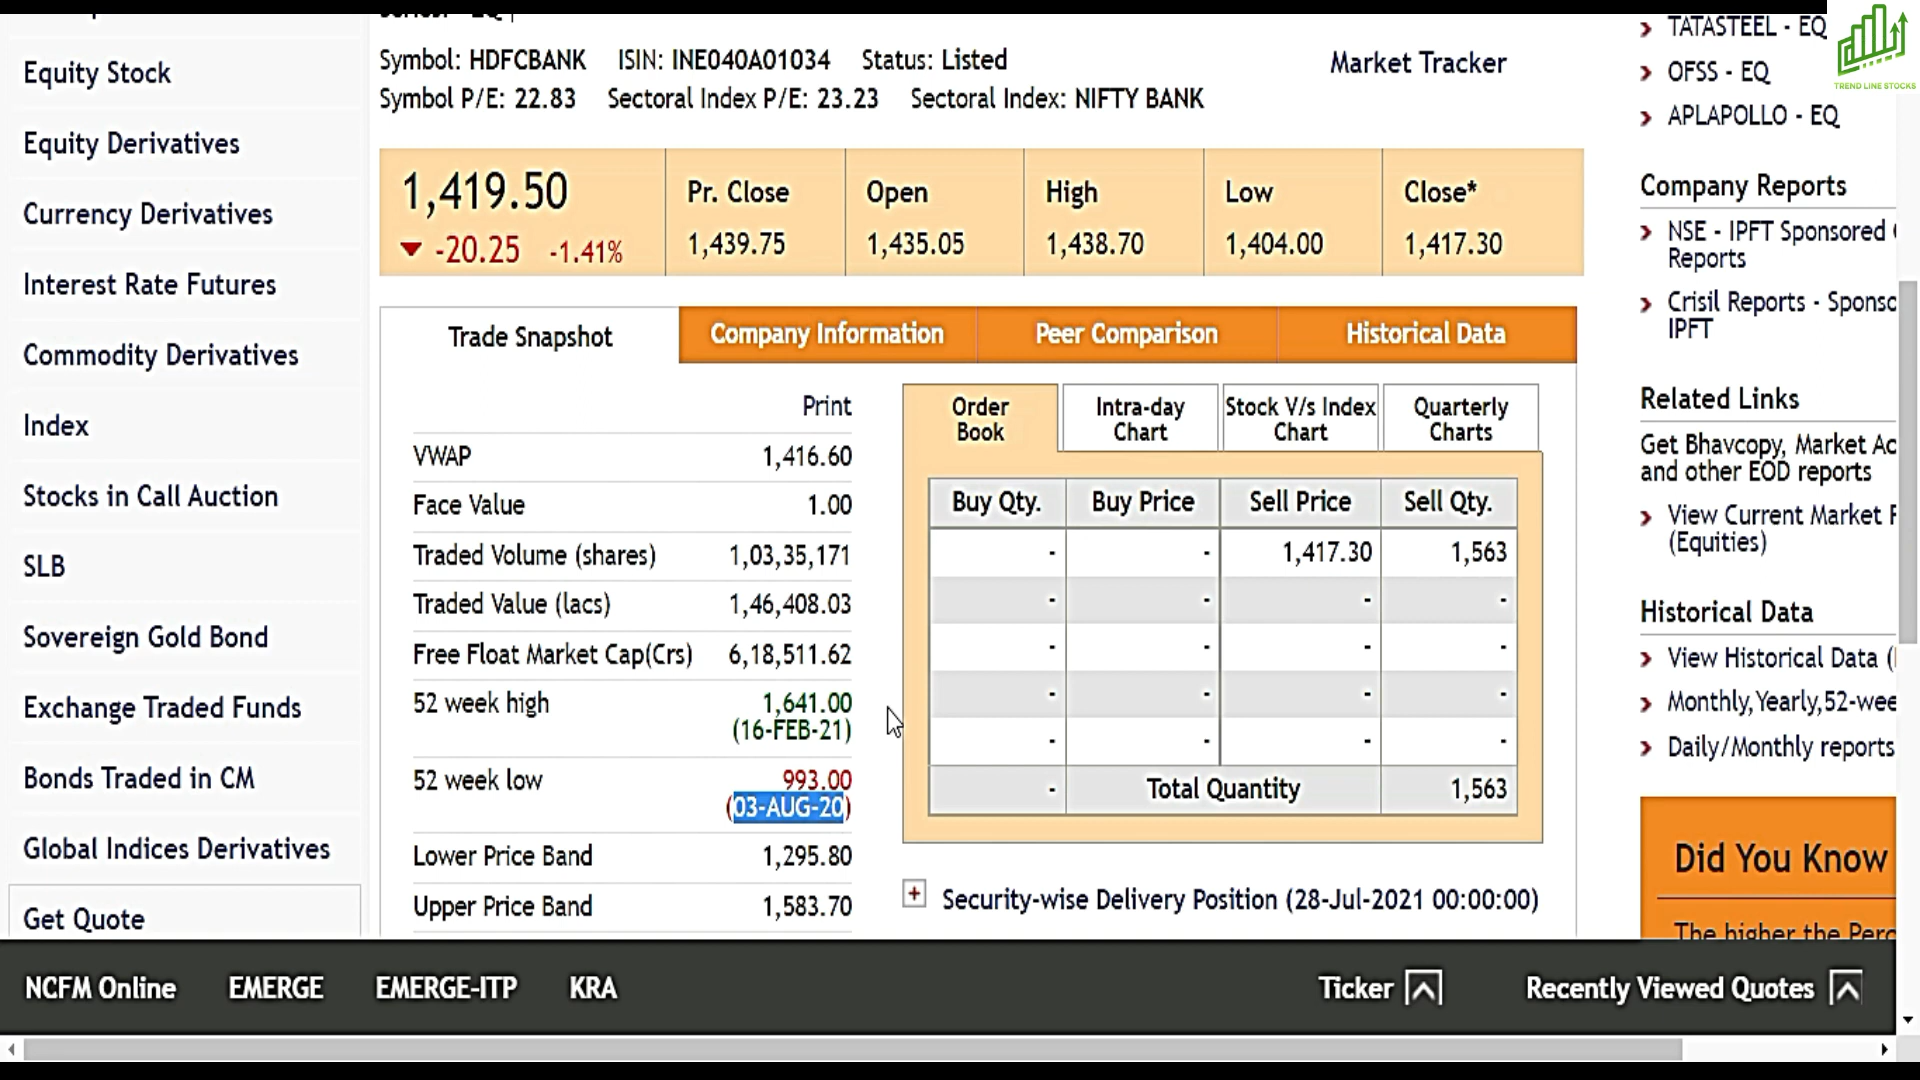 Symbol: HDFCBANK ISIN: INE040A01034 Status: Listed
Symbol P/E: 22.83 Sectoral Index P/E: 23.23 Sectoral Index: NIFTY BANK
Market Tracker
Equity Stock
Equity Derivatives
Currency Derivatives
Interest Rate Futures
Commodity Derivatives
Index
Stocks in Call Auction
SLB
Sovereign Gold Bond
Exchange Traded Funds
Bonds Traded in CM
Global Indices Derivatives
Get Quote
1,419.50 Pr. Close Open High Low Close*
-20.25 -1.41% 1,439.75 1,435.05 1,438.70 1,404.00 1,417.30
Trade Snapshot Company Information Peer Comparison Historical Data
Print
VWAP 1,416.60
Face Value 1.00
Traded Volume (shares) 1,03,35,171
Traded Value (lacs) 1,46,408.03
Free Float Market Cap(Crs) 6,18,511.62
52 week high 1,641.00
(16-FEB-21)
52 week low 993.00
(03-AUG-20)
Lower Price Band 1,295.80
Upper Price Band 1,583.70
Order Book
Intra-day Chart
Stock V/s Index Chart
Quarterly Charts
Buy Qty. Buy Price Sell Price Sell Qty.
- - 1,417.30 1,563
- - - -
- - - -
- - - -
- - - -
- Total Quantity 1,563
+ Security-wise Delivery Position (28-Jul-2021 00:00:00)
TATASTEEL - EQ
OFSS - EQ
APLAPOLLO - EQ
TREND LINE STOCKS
Company Reports
NSE - IPFT Sponsored
Reports
Crisil Reports - Sponso
IPFT
Related Links
Get Bhavcopy, Market Ac
and other EOD reports
View Current Market
(Equities)
Historical Data
View Historical Data (
Monthly,Yearly,52-wee
Daily/Monthly reports
Did You Know
The higher the Perc
NCFM Online EMERGE EMERGE-ITP KRA Ticker Recently Viewed Quotes